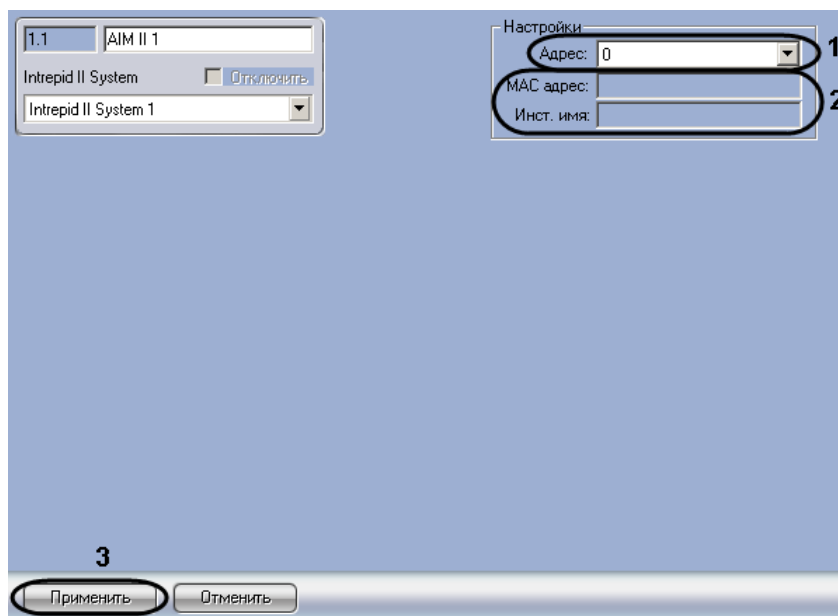 1.1 AIM II 1
Intrepid II System Отключить
Intrepid II System 1
Настройки
Адрес: 0 1
MAC адрес: 2
Инст. имя:
3
Применить Отменить